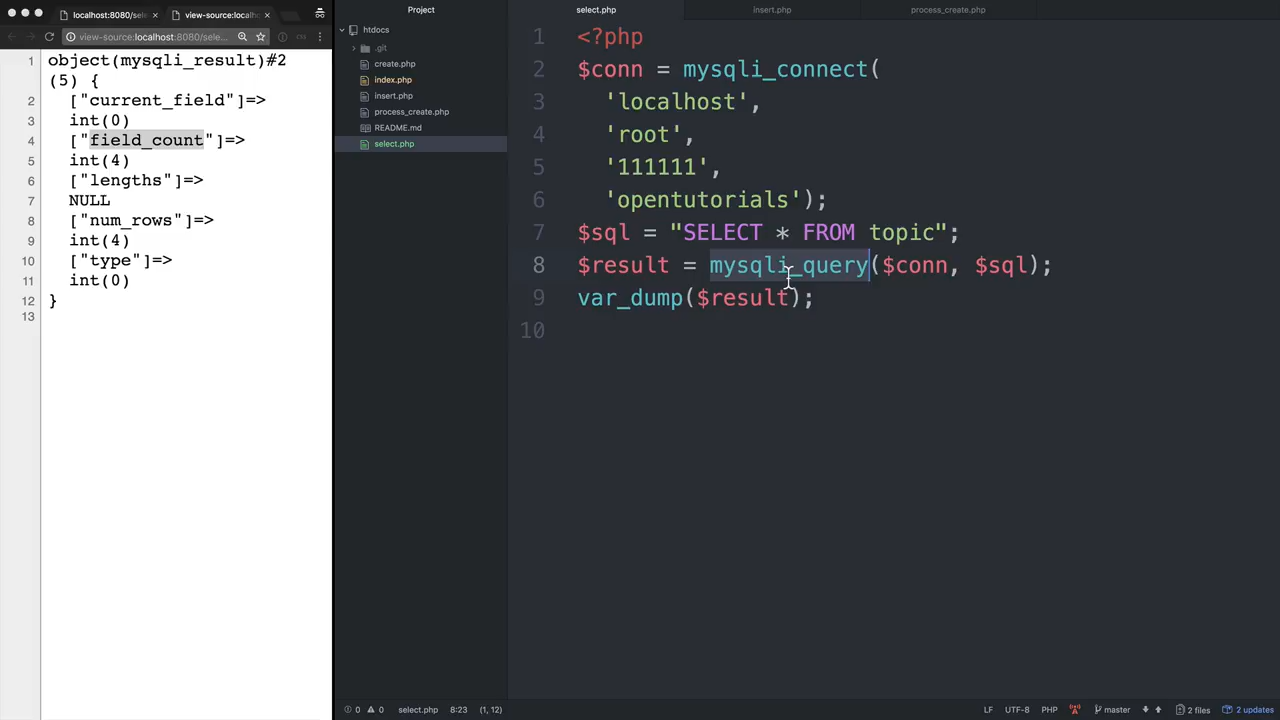 localhost:8080/sele
view-source:localh
view-source:localhost:8080/sele...
1 object(mysqli_result)#2
(5) {
2 ["current_field"]=>
3 int(0)
4 ["field_count"]=>
5 int(4)
6 ["lengths"]=>
7 NULL
8 ["num_rows"]=>
9 int(4)
10 ["type"]=>
11 int(0)
12 }
13
Project
htdocs
.git
create.php
index.php
insert.php
process_create.php
README.md
select.php
select.php
insert.php
process_create.php
1 <?php
2 $conn = mysqli_connect(
3 'localhost',
4 'root',
5 '111111',
6 'opentutorials');
7 $sql = "SELECT * FROM topic";
8 $result = mysqli_query($conn, $sql);
9 var_dump($result);
10
0 0 select.php 8:23 (1, 12)
LF UTF-8 PHP master 2 files 2 updates